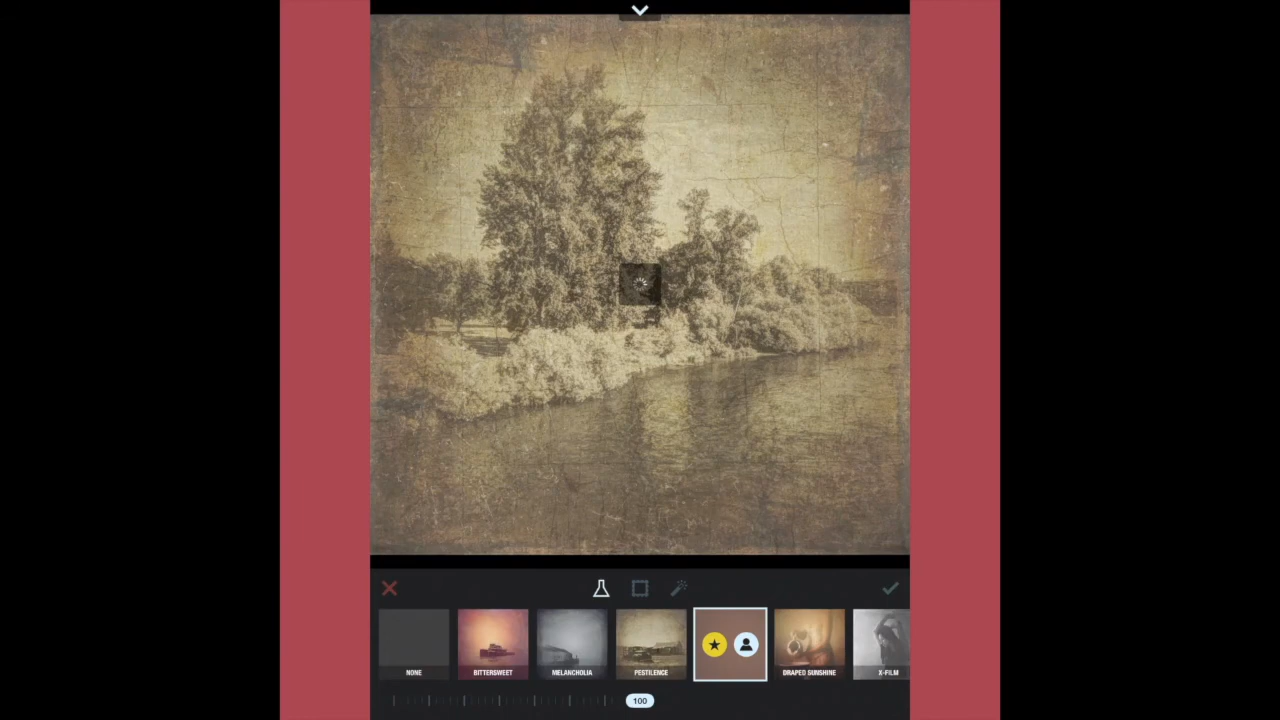 NONE
BITTERSWEET
MELANCHOLIA
PESTILENCE
DRAPED SUNSHINE
X-FILM
100